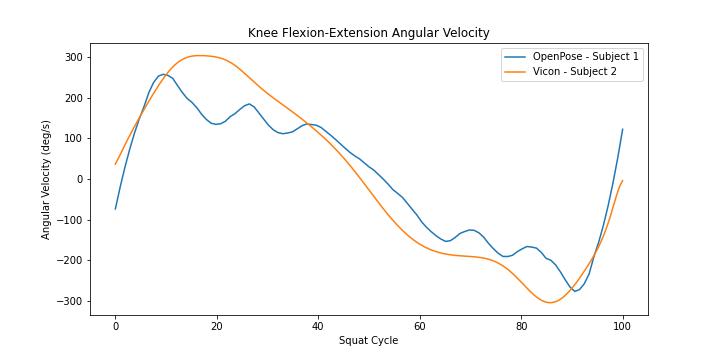 Knee Flexion-Extension Angular Velocity
OpenPose - Subject 1
Vicon - Subject 2
Angular Velocity (deg/s)
300
200
100
0
−100
−200
−300
0 20 40 60 80 100
Squat Cycle